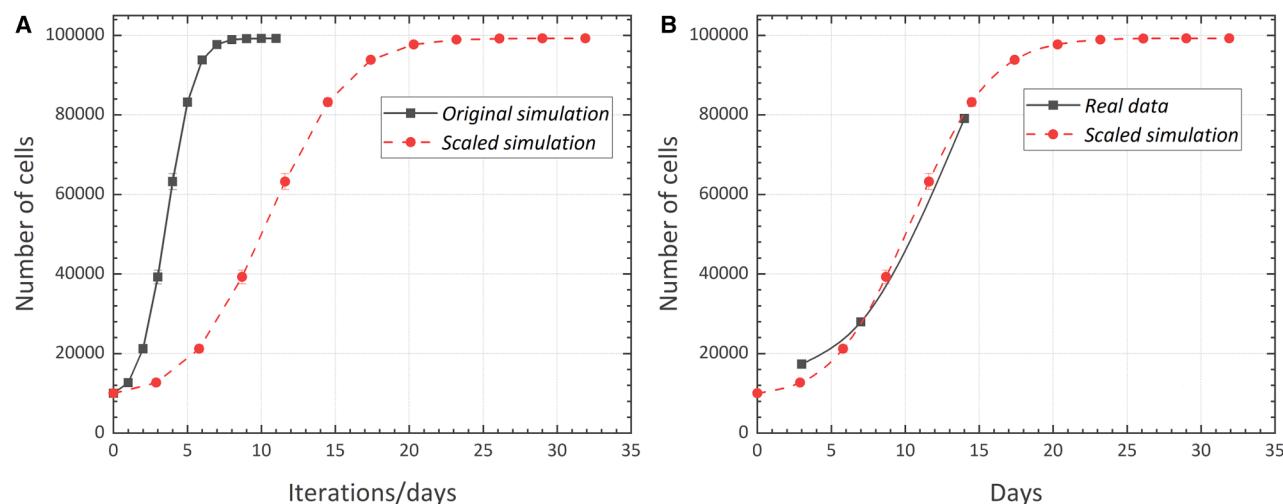 A
100000
80000
60000
40000
20000
0
Number of cells
Original simulation
Scaled simulation
0 5 10 15 20 25 30 35
Iterations/days
B
100000
80000
60000
40000
20000
0
Number of cells
Real data
Scaled simulation
0 5 10 15 20 25 30 35
Days